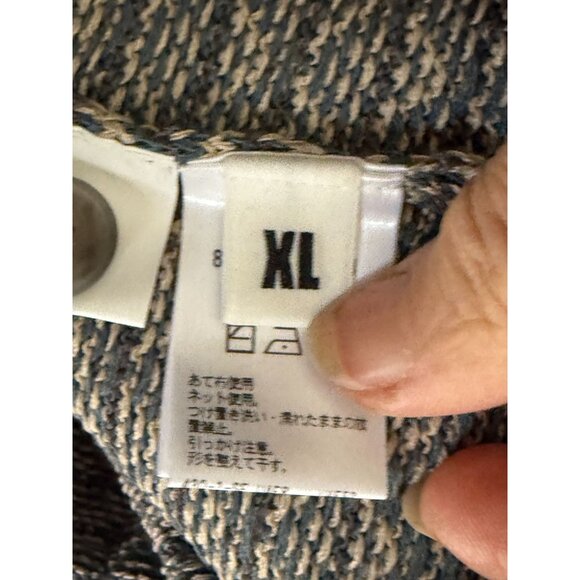 XL
8
あて布使用
ネット使用。
つけ置き洗い・濡れたままの放
置禁止。
引っかけ注意。
形を整えて干す。